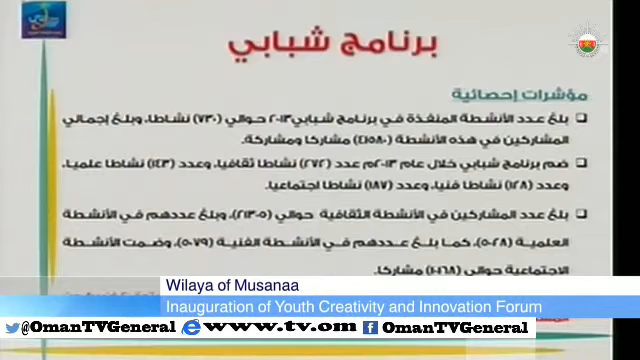 برنامج شبابي
مؤشرات إحصائية
بلغ عدد الأنشطة المنفذة في برنامج شبابي٢٠١٣ حوالي (٧٣٠) نشاطا، وبلغ إجمالي
المشاركين في هذه الأنشطة (٤١٥٨٠) مشاركا ومشاركة.
ضم برنامج شبابي خلال عام ٢٠١٣م عدد (٢٧٢) نشاطا ثقافيا، وعدد (١٤٣) نشاطا علميا،
وعدد (١٢٨) نشاطا فنيا، وعدد (١٨٧) نشاطا اجتماعيا.
بلغ عدد المشاركين في الأنشطة الثقافية حوالي (٢١٣٠٥)، وبلغ عددهم في الأنشطة
العلمية (٥٠٢٨)، كما بلغ عددهم في الأنشطة الفنية (٥٠٧٩)، وضمت الأنشطة
الاجتماعية حوالي (١٠١٦٨) مشاركا.
Wilaya of Musanaa
Inauguration of Youth Creativity and Innovation Forum
@OmanTVGeneral www.tv.om OmanTVGeneral